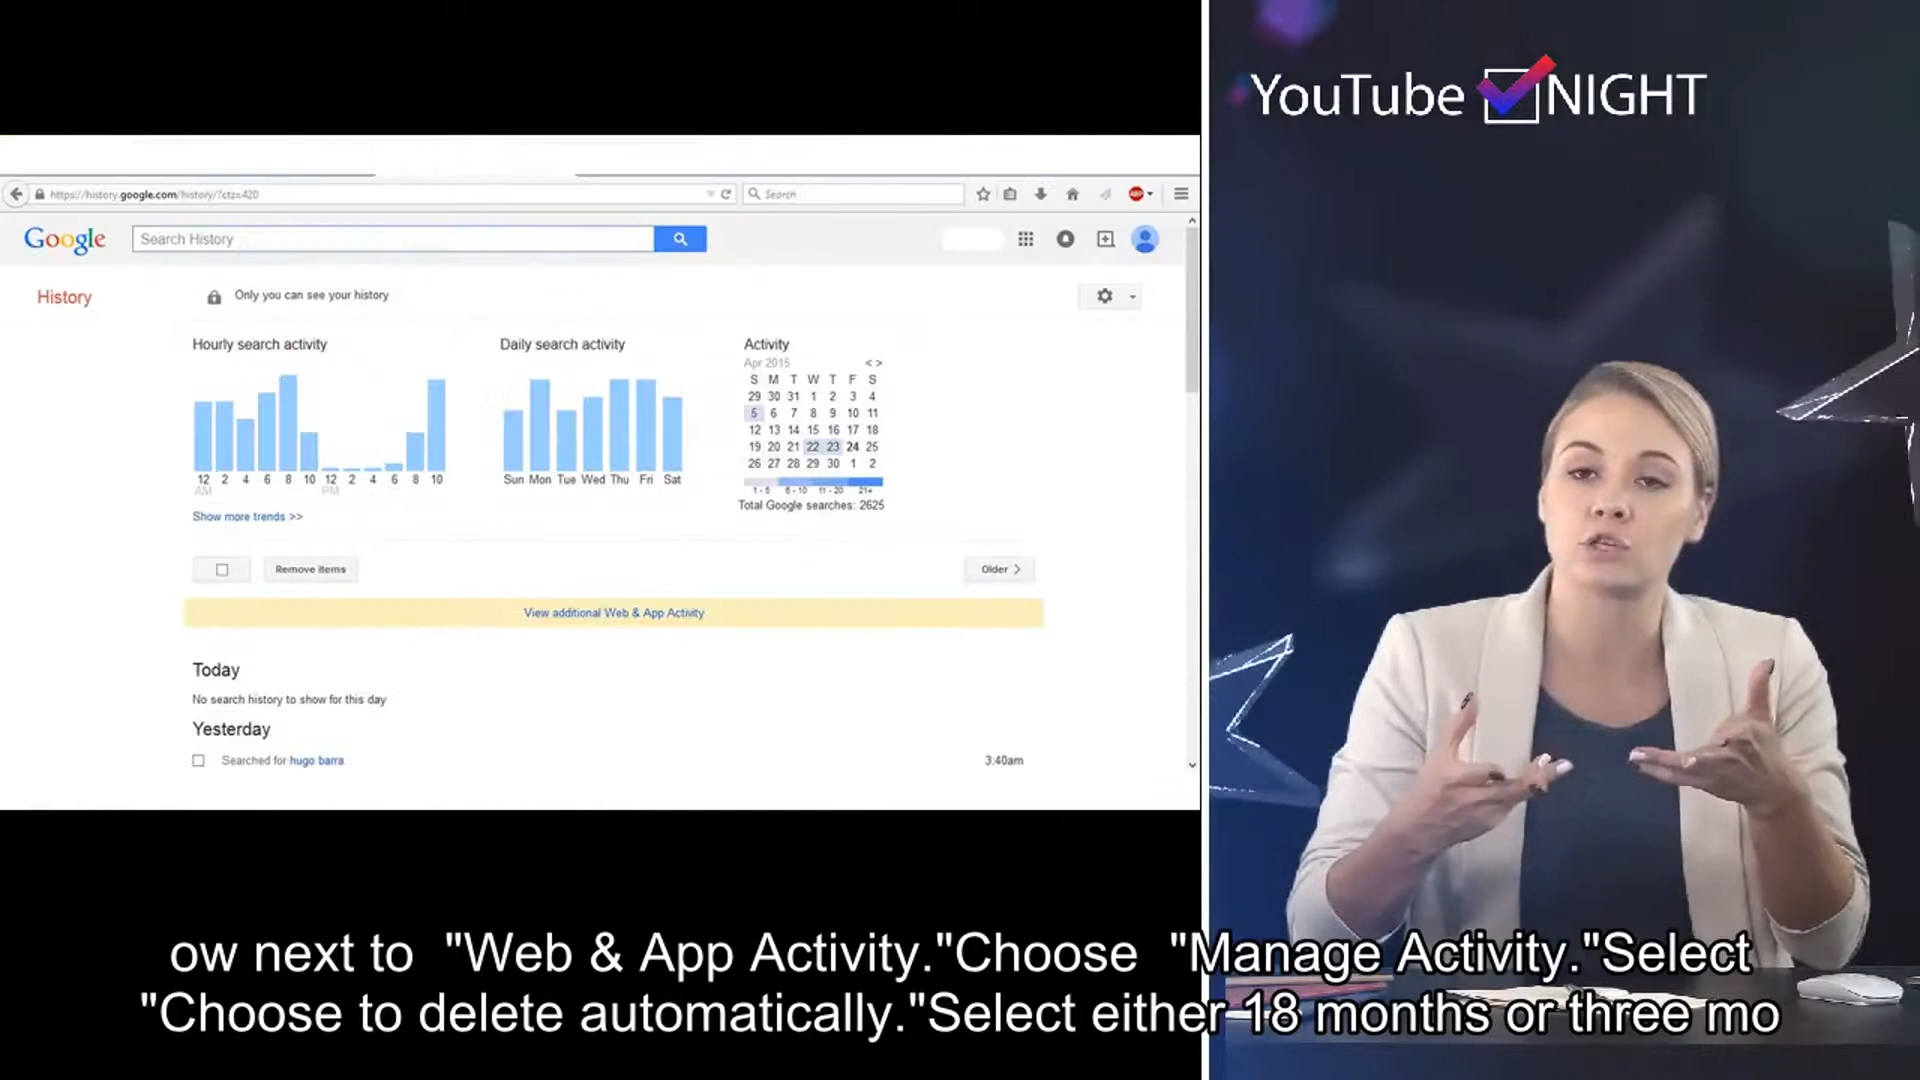 YouTube NIGHT
https://history.google.com/history/?ctz=420
Search
ABP
Google
Search History
History
Only you can see your history
Hourly search activity
12 2 4 6 8 10 12 2 4 6 8 10
AM PM
Show more trends >>
Daily search activity
Sun Mon Tue Wed Thu Fri Sat
Activity
Apr 2015 < >
S M T W T F S
29 30 31 1 2 3 4
5 6 7 8 9 10 11
12 13 14 15 16 17 18
19 20 21 22 23 24 25
26 27 28 29 30 1 2
1 - 5 6 - 10 11 - 20 21+
Total Google searches: 2625
Remove items
Older >
View additional Web & App Activity
Today
No search history to show for this day
Yesterday
Searched for hugo barra 3:40am
ow next to "Web & App Activity."Choose "Manage Activity."Select
"Choose to delete automatically."Select either 18 months or three mo